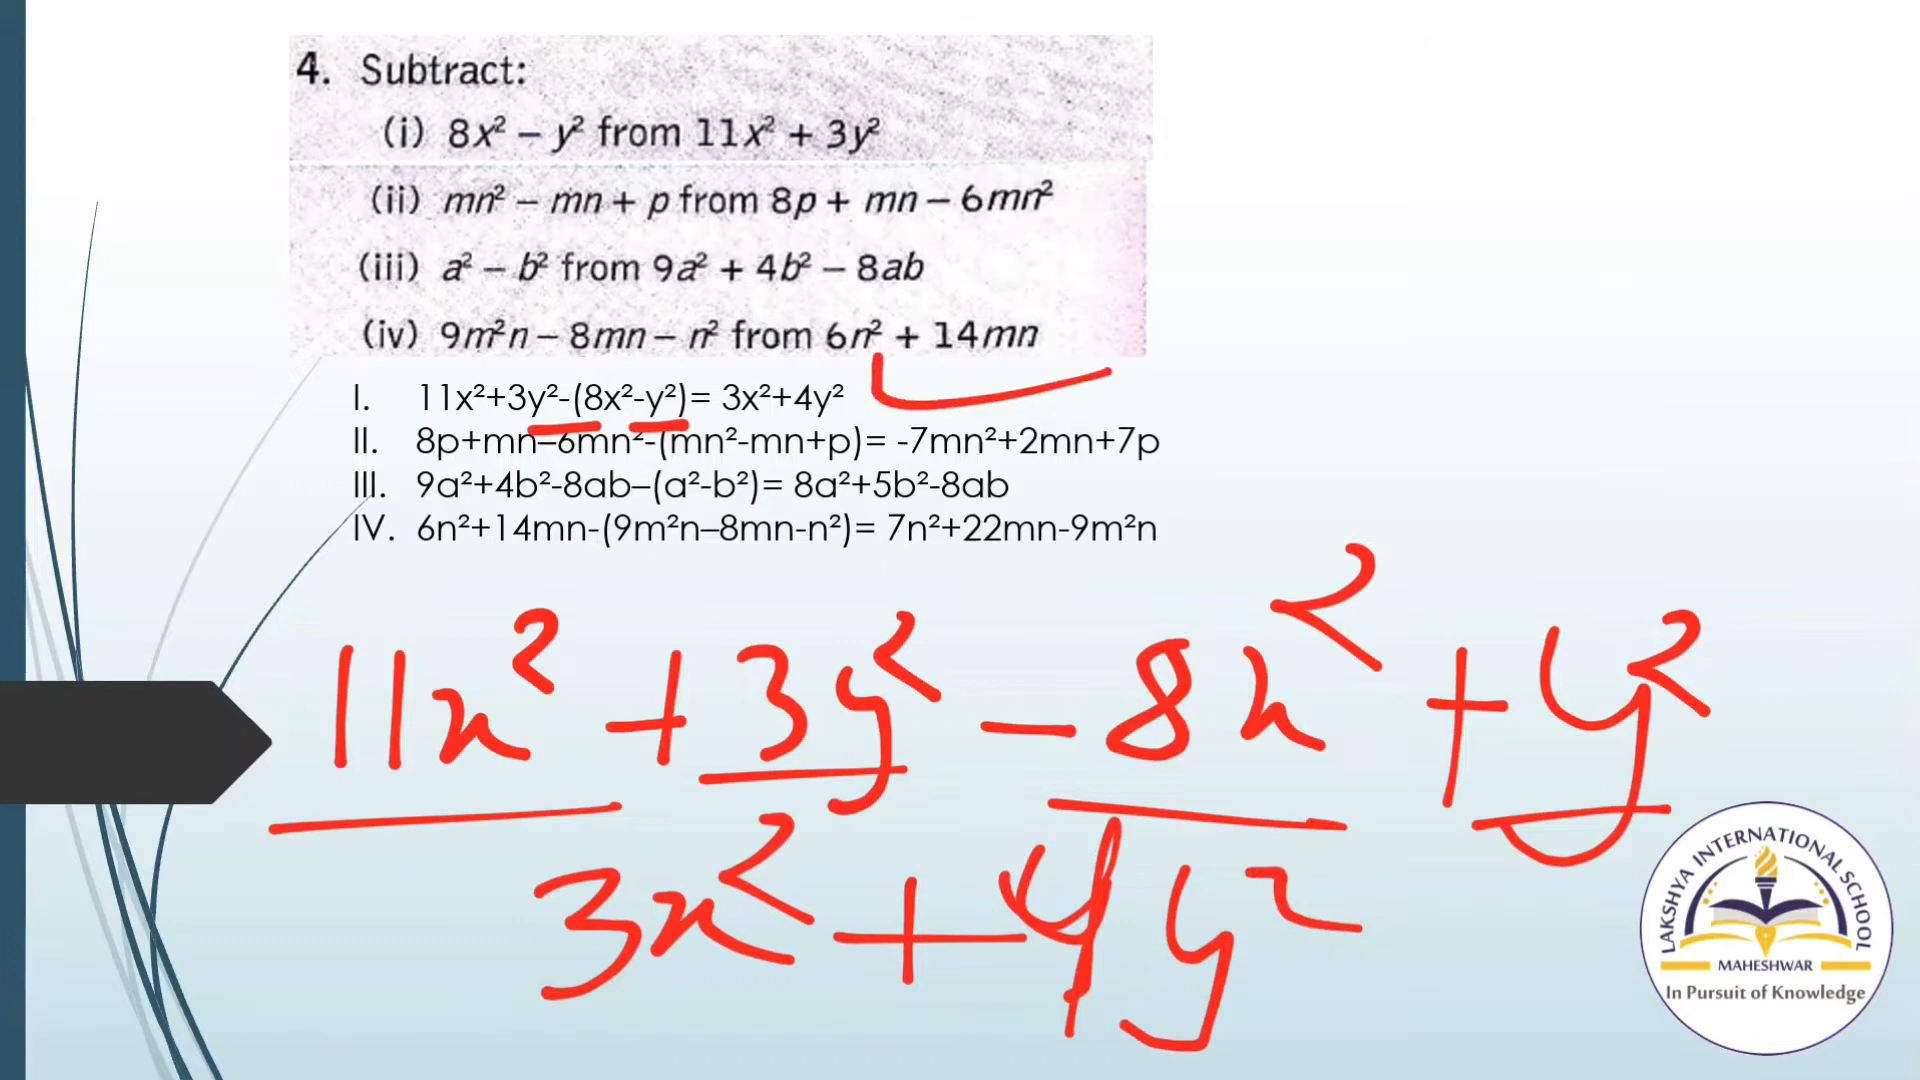 4. Subtract:
(i) 8x² – y² from 11x² + 3y²
(ii) mn² – mn + p from 8p + mn – 6mn²
(iii) a² – b² from 9a² + 4b² – 8ab
(iv) 9m²n – 8mn – n² from 6n² + 14mn
I. 11x²+3y²-(8x²-y²)= 3x²+4y²
II. 8p+mn–6mn²-(mn²-mn+p)= -7mn²+2mn+7p
III. 9a²+4b²-8ab–(a²-b²)= 8a²+5b²-8ab
IV. 6n²+14mn-(9m²n–8mn-n²)= 7n²+22mn-9m²n
11x² + 3y² – 8x² + y²
3x² + 4y²
LAKSHYA INTERNATIONAL SCHOOL
MAHESHWAR
In Pursuit of Knowledge